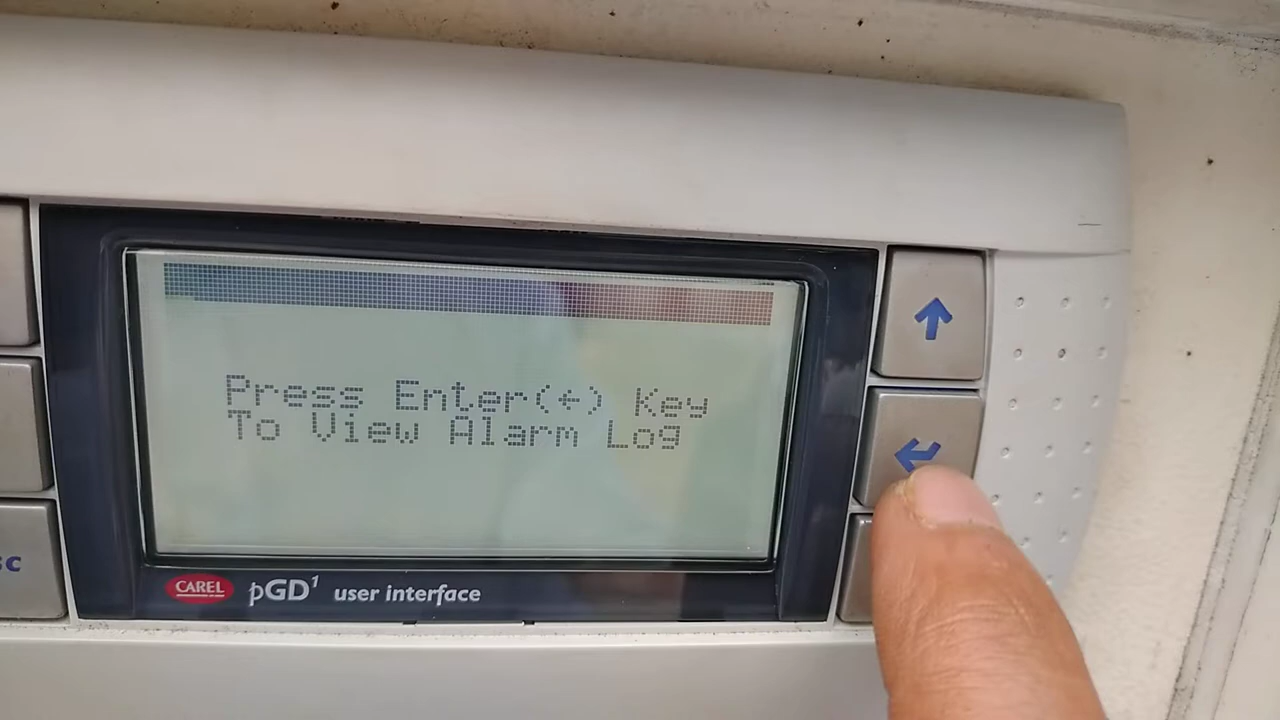 Press Enter(←) Key
To View Alarm Log
CAREL pGD¹ user interface